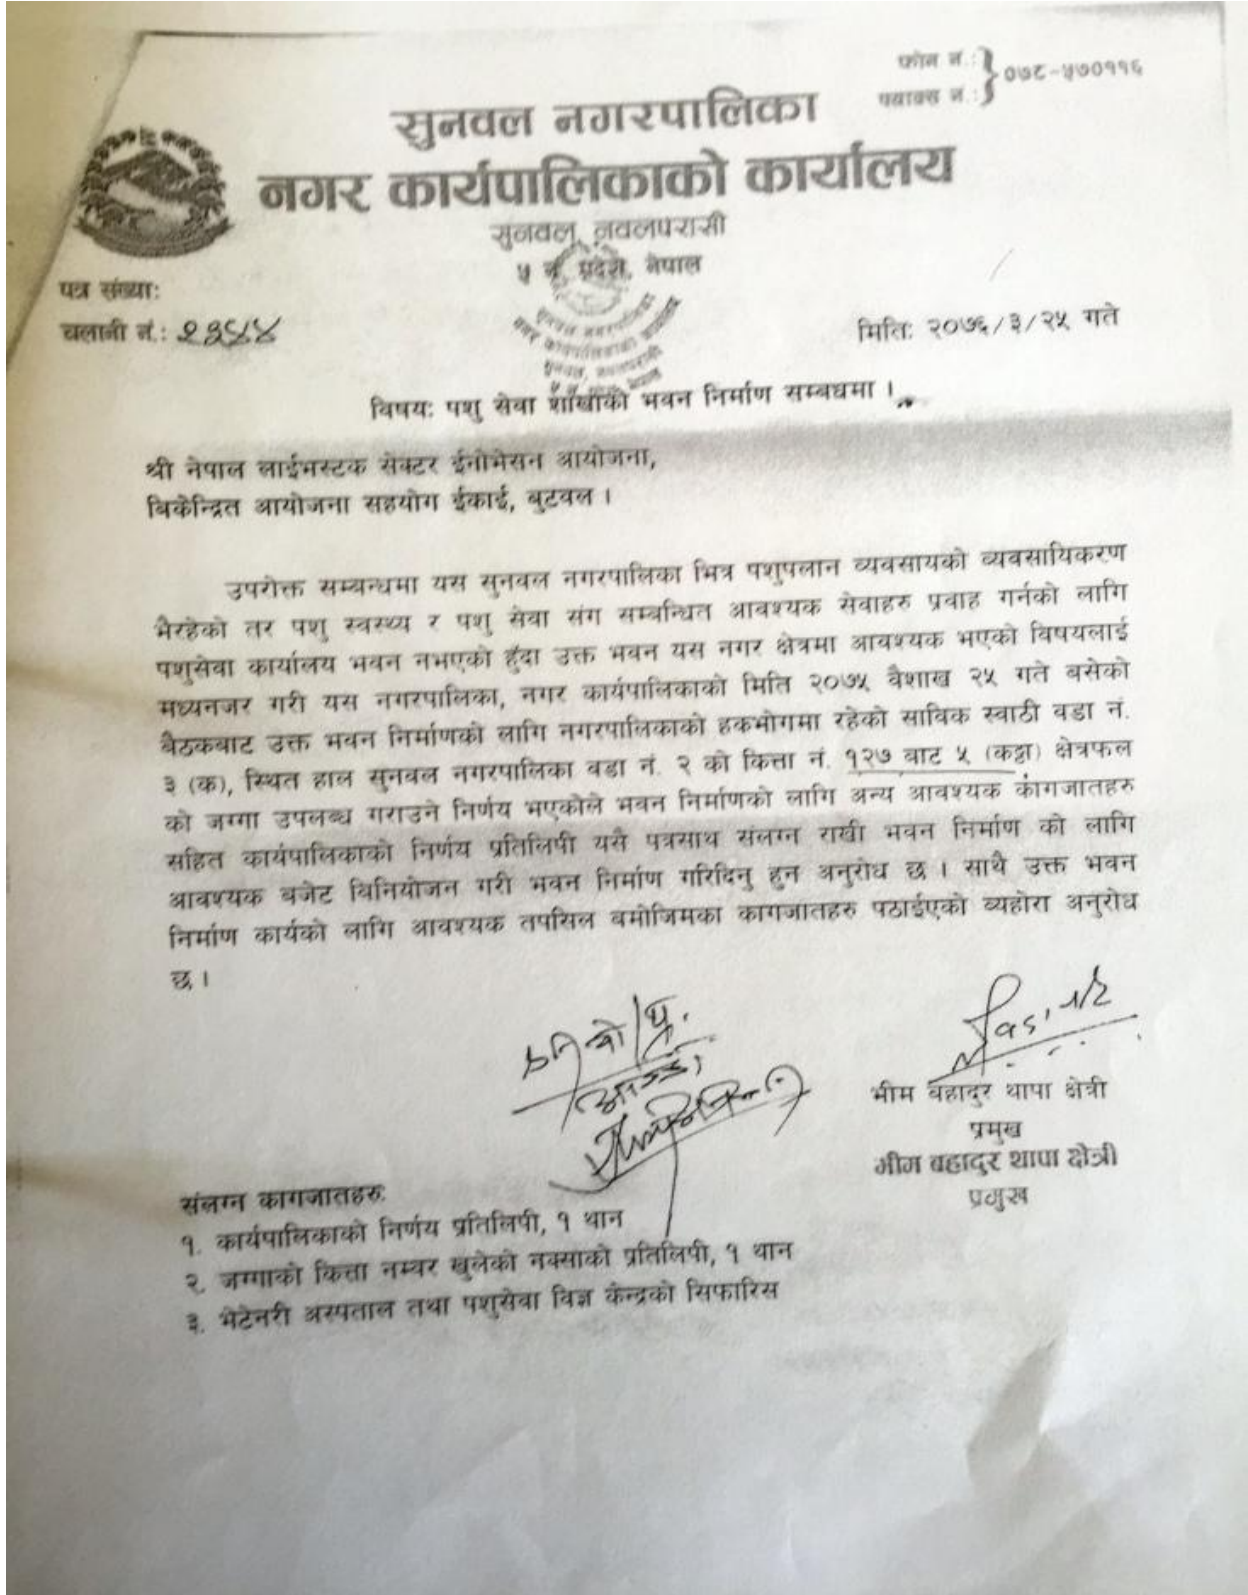 फोन नं.:
फ्याक्स नं.:
०७८-५७०११६
सुनवल नगरपालिका
नगर कार्यपालिकाको कार्यालय
सुनवल, नवलपरासी
५ नं. प्रदेश, नेपाल
पत्र संख्याः
चलानी नं.:
मितिः २०७६/३/२५ गते
विषयः पशु सेवा शाखाको भवन निर्माण सम्बधमा ।
श्री नेपाल लाईभस्टक सेक्टर ईनोभेसन आयोजना,
बिकेन्द्रित आयोजना सहयोग ईकाई, बुटवल ।
उपरोक्त सम्बन्धमा यस सुनवल नगरपालिका भित्र पशुपलान व्यवसायको व्यवसायिकरण
भैरहेको तर पशु स्वस्थ्य र पशु सेवा संग सम्बन्धित आवश्यक सेवाहरु प्रवाह गर्नको लागि
पशुसेवा कार्यालय भवन नभएको हुँदा उक्त भवन यस नगर क्षेत्रमा आवश्यक भएको बिषयलाई
मध्यनजर गरी यस नगरपालिका, नगर कार्यपालिकाको मिति २०७५ वैशाख २५ गते बसेको
बैठकबाट उक्त भवन निर्माणको लागि नगरपालिकाको हकभोगमा रहेको साविक स्वाठी वडा नं.
३ (क), स्थित हाल सुनवल नगरपालिका वडा नं. २ को कित्ता नं. १२७ बाट ५ (कट्ठा) क्षेत्रफल
को जग्गा उपलब्ध गराउने निर्णय भएकोले भवन निर्माणको लागि अन्य आवश्यक कागजातहरु
सहित कार्यपालिकाको निर्णय प्रतिलिपी यसै पत्रसाथ संलग्न राखी भवन निर्माण को लागि
आवश्यक बजेट बिनियोजन गरी भवन निर्माण गरिदिनु हुन अनुरोध छ । साथै उक्त भवन
निर्माण कार्यको लागि आवश्यक तपसिल बमोजिमका कागजातहरु पठाईएको ब्यहोरा अनुरोध
छ ।
भीम बहादुर थापा क्षेत्री
प्रमुख
भीम बहादुर थापा क्षेत्री
प्रमुख
संलग्न कागजातहरुः
१. कार्यपालिकाको निर्णय प्रतिलिपी, १ थान
२. जग्गाको कित्ता नम्बर खुलेको नक्साको प्रतिलिपी, १ थान
३. भेटेनरी अस्पताल तथा पशुसेवा विज्ञ केन्द्रको सिफारिस